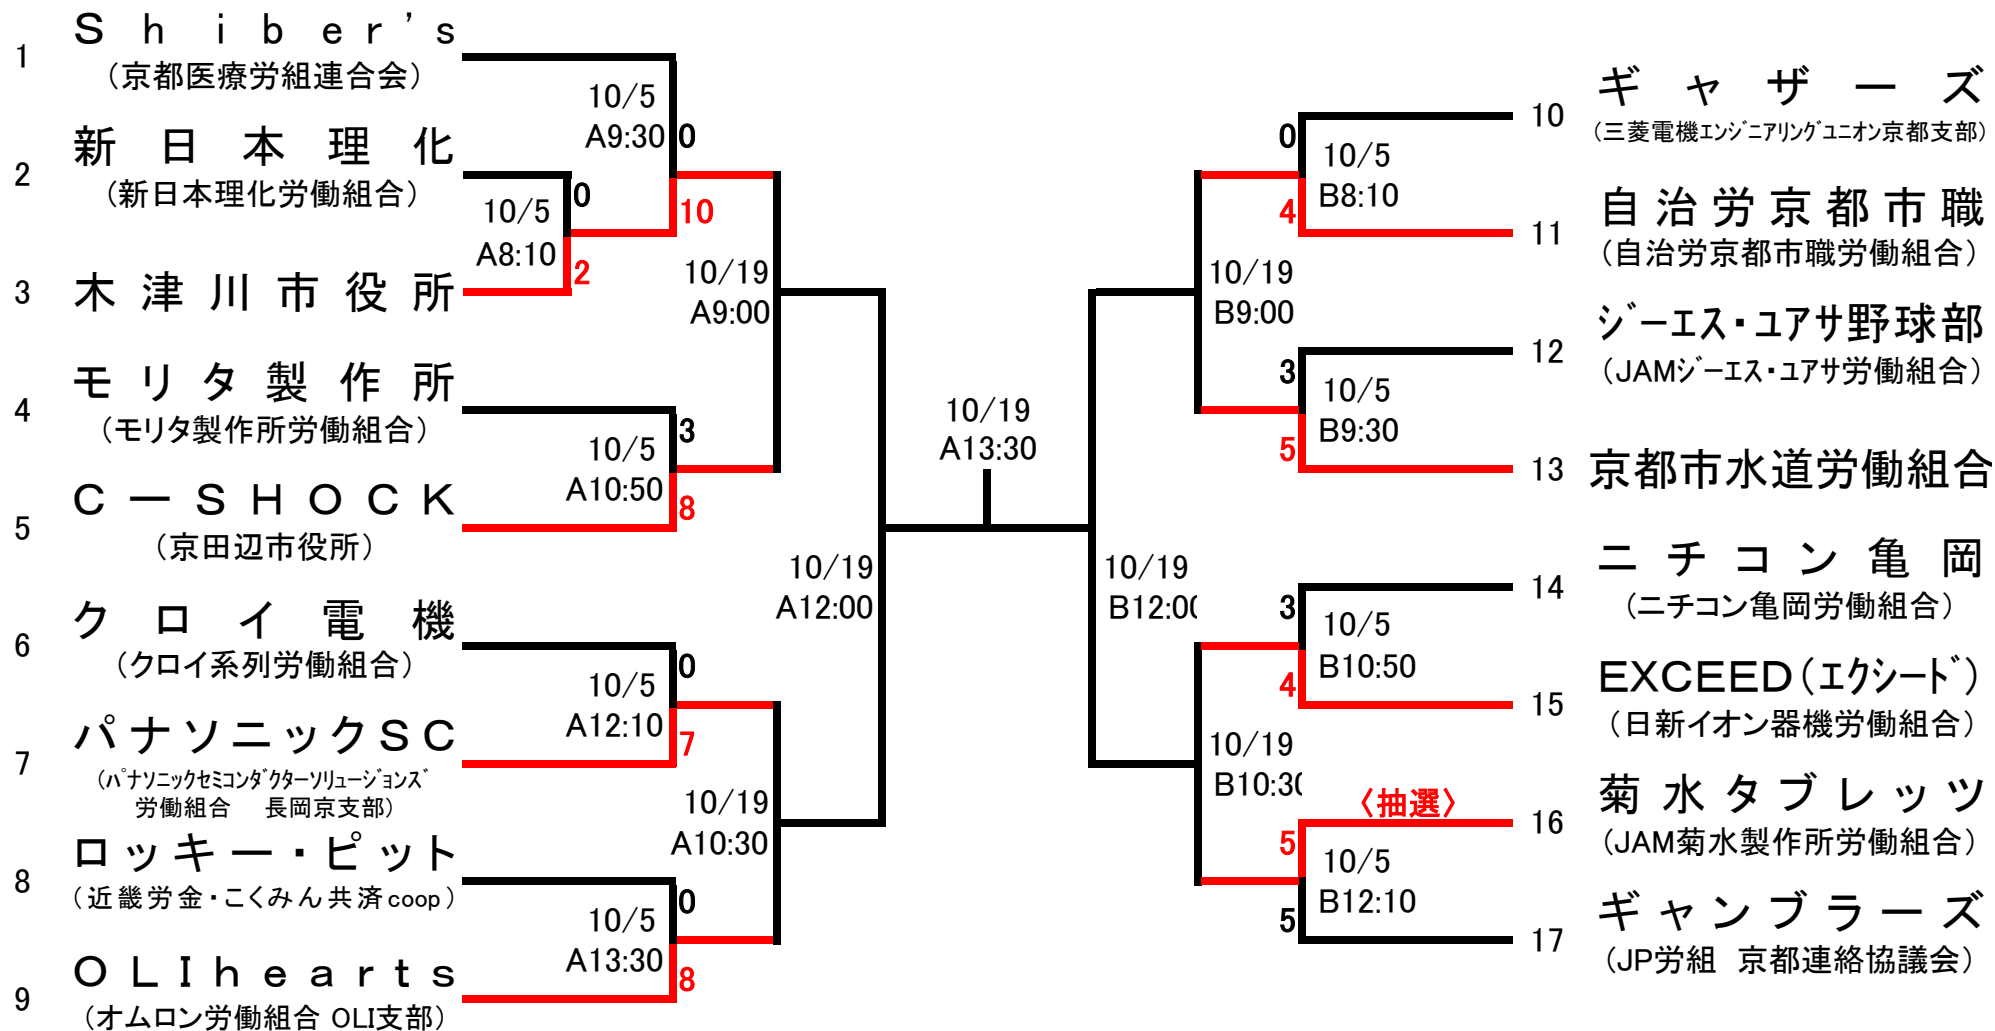 1
Shiber's
(京都医療労組連合会)
2
新日本理化
(新日本理化労働組合)
3
木津川市役所
4
モリタ製作所
(モリタ製作所労働組合)
5
C－SHOCK
(京田辺市役所)
6
クロイ電機
(クロイ系列労働組合)
7
パナソニックSC
(パナソニックセミコンダクターソリューションズ
労働組合　長岡京支部)
8
ロッキー・ピット
(近畿労金・こくみん共済coop)
9
OLIhearts
(オムロン労働組合 OLI支部)
10/5
A9:30
0
10
10/5
A8:10
0
2
10/19
A9:00
10/5
A10:50
3
8
10/19
A12:00
10/5
A12:10
0
7
10/19
A10:30
10/5
A13:30
0
8
10/19
A13:30
10/5
B8:10
0
4
10/19
B9:00
10/5
B9:30
3
5
10/19
B12:00
10/5
B10:50
3
4
10/19
B10:30
〈抽選〉
10/5
B12:10
5
5
10
ギャザーズ
(三菱電機エンジニアリングユニオン京都支部)
11
自治労京都市職
(自治労京都市職労働組合)
12
ジーエス・ユアサ野球部
(JAMジーエス・ユアサ労働組合)
13
京都市水道労働組合
14
ニチコン亀岡
(ニチコン亀岡労働組合)
15
EXCEED(エクシード)
(日新イオン器機労働組合)
16
菊水タブレッツ
(JAM菊水製作所労働組合)
17
ギャンブラーズ
(JP労組　京都連絡協議会)